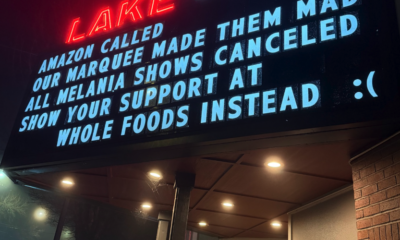 LAKE
AMAZON CALLED
OUR MARQUEE MADE THEM MAD
ALL MELANIA SHOWS CANCELED
SHOW YOUR SUPPORT AT :(
WHOLE FOODS INSTEAD